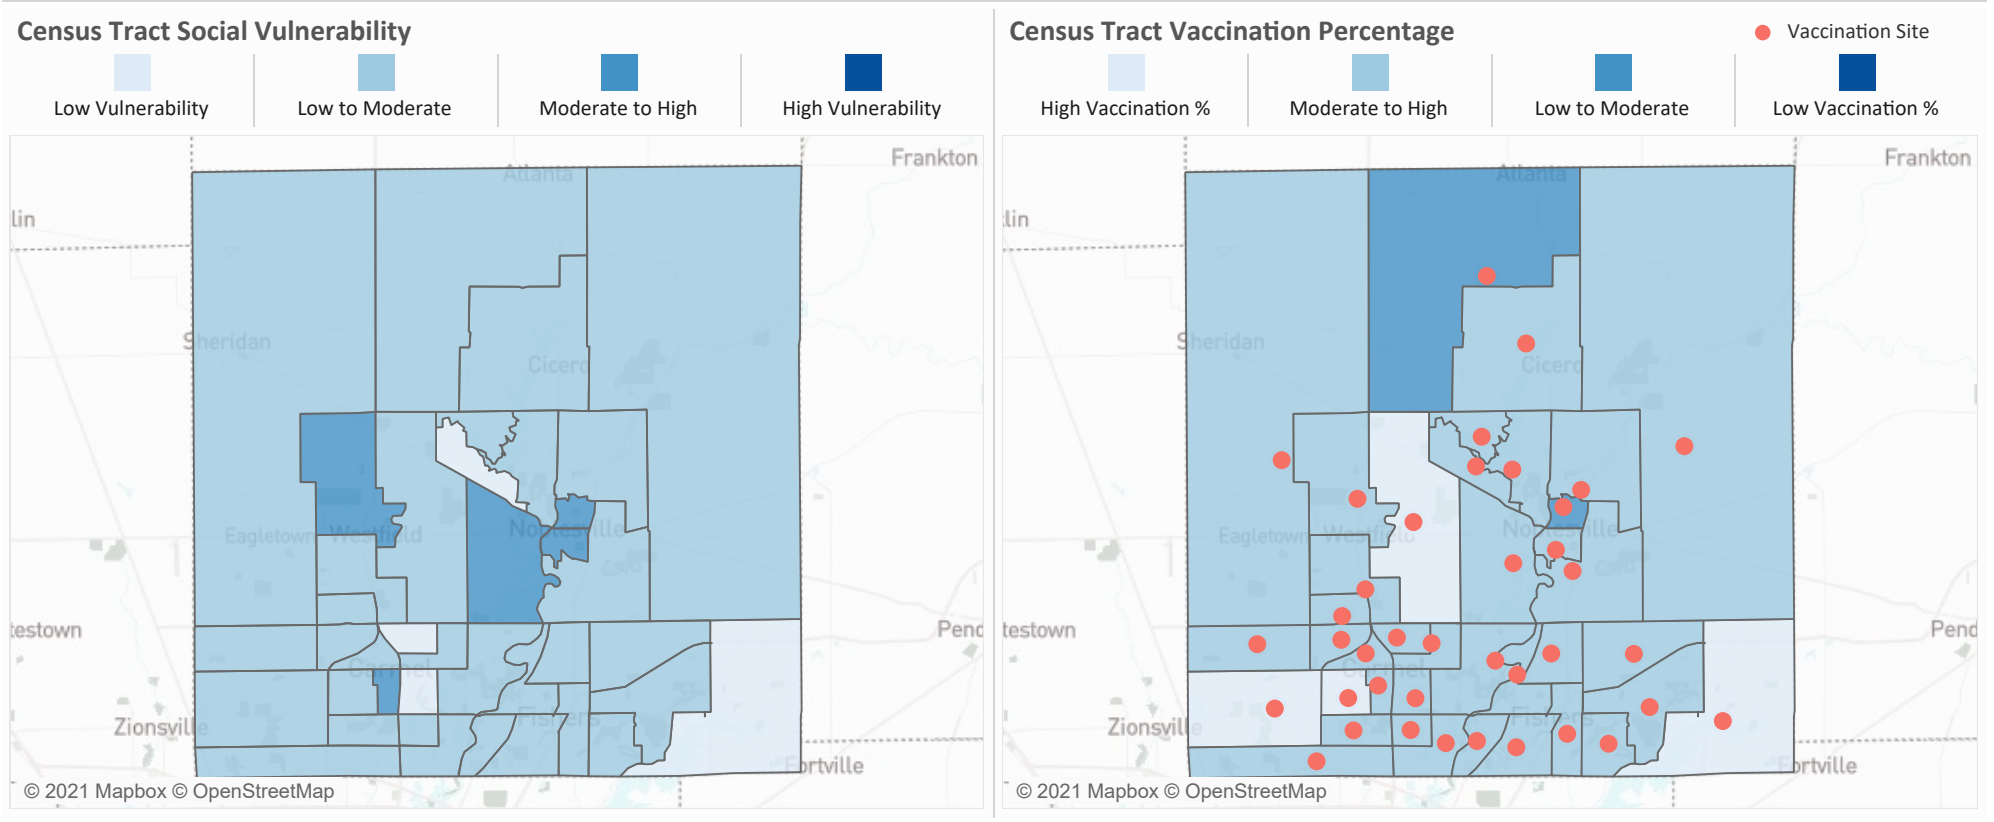 Census Tract Social Vulnerability
Low Vulnerability
Low to Moderate
Moderate to High
High Vulnerability
Atlanta
Frankton
lin
Sheridan
Cicero
Eagletown
Westfield
Noblesville
testown
Pend
Carmel
Zionsville
Fishers
Fortville
© 2021 Mapbox © OpenStreetMap
Census Tract Vaccination Percentage
Vaccination Site
High Vaccination %
Moderate to High
Low to Moderate
Low Vaccination %
Atlanta
Frankton
lin
Sheridan
Cicero
Eagletown
Westfield
Noblesville
testown
Pend
Carmel
Zionsville
Fishers
Fortville
© 2021 Mapbox © OpenStreetMap